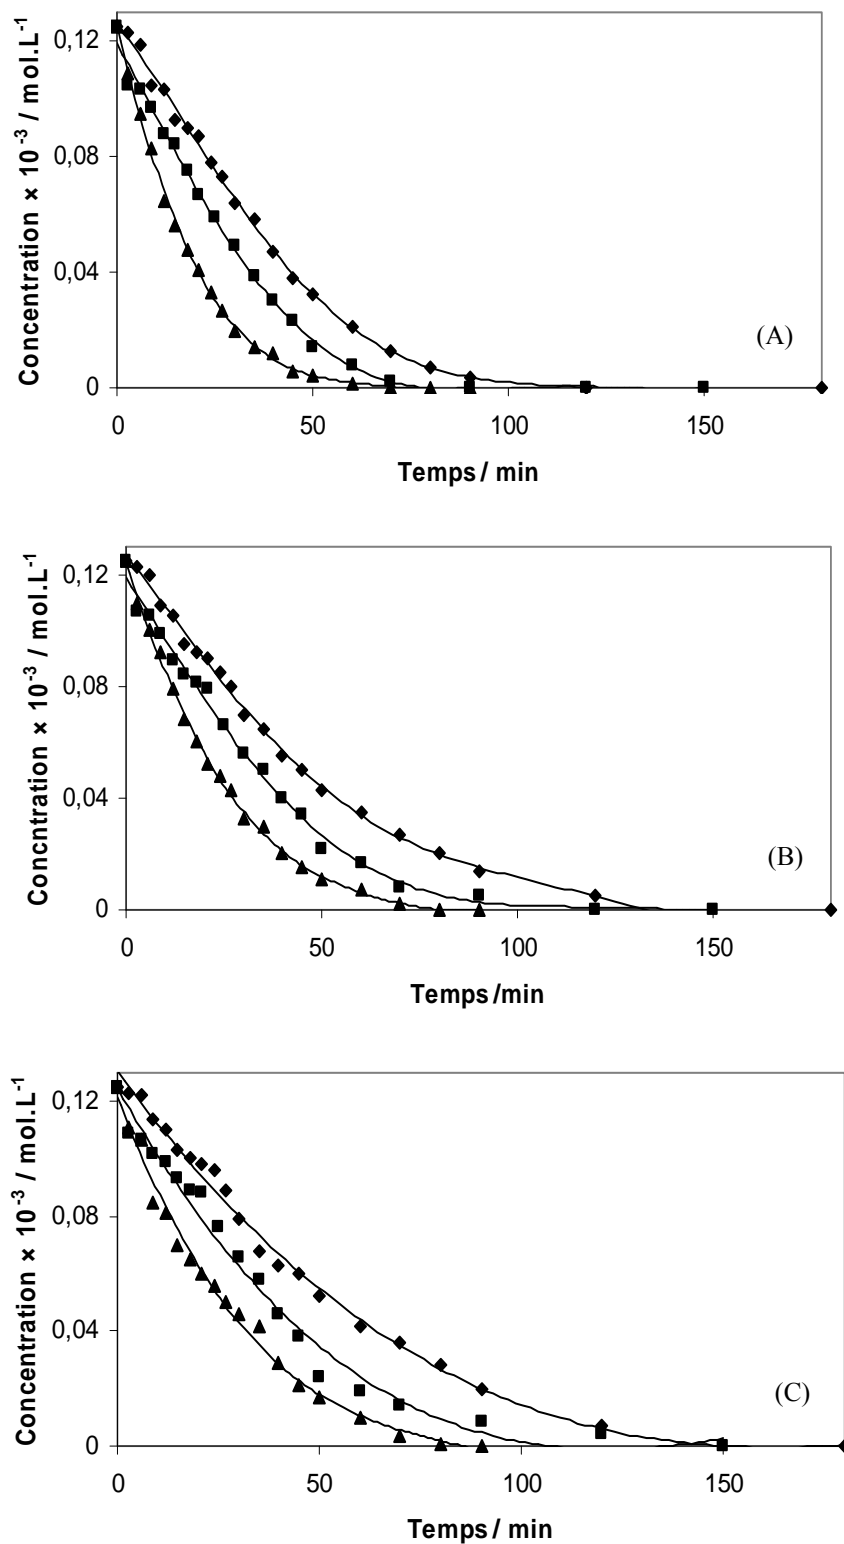 Concentration × 10⁻³ / mol.L⁻¹
0,12
0,08
0,04
0
(A)
0
50
100
150
Temps / min
Concncentration × 10⁻³ / mol.L⁻¹
0,12
0,08
0,04
0
(B)
0
50
100
150
Temps /min
Concentration × 10⁻³ / mol.L⁻¹
0,12
0,08
0,04
0
(C)
0
50
100
150
Temps / min